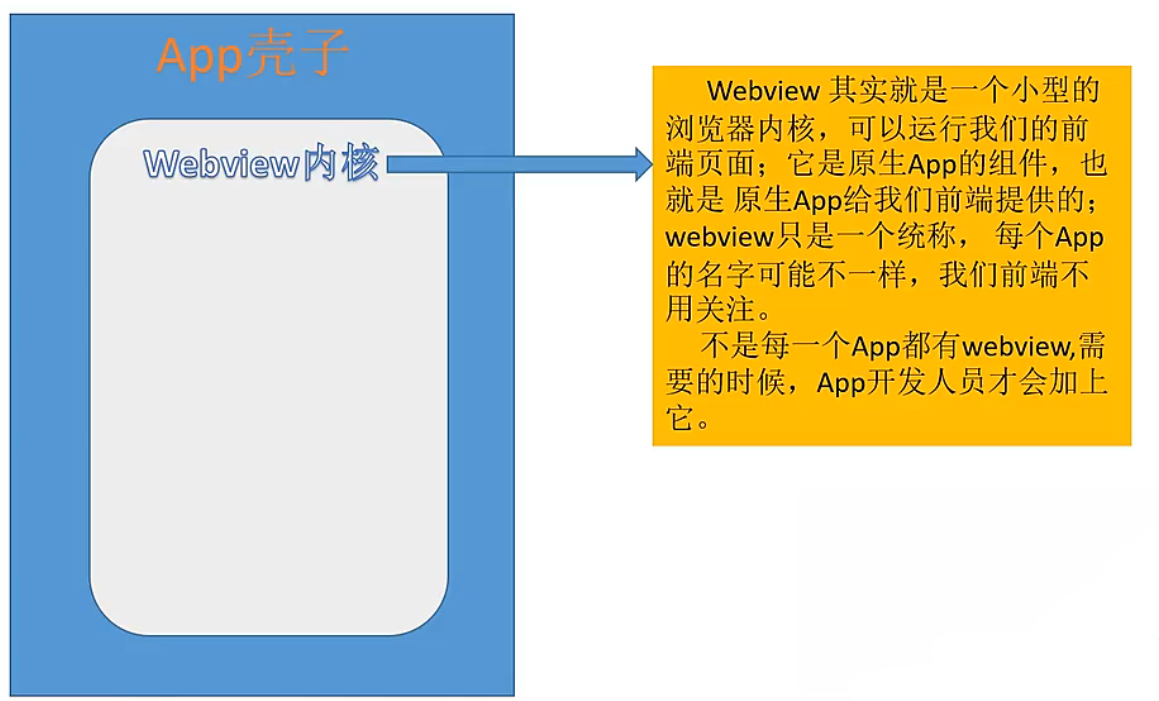 App壳子
Webview内核
Webview 其实就是一个小型的
浏览器内核，可以运行我们的前
端页面；它是原生App的组件，也
就是 原生App给我们前端提供的；
webview只是一个统称， 每个App
的名字可能不一样，我们前端不
用关注。
不是每一个App都有webview,需
要的时候，App开发人员才会加上
它。